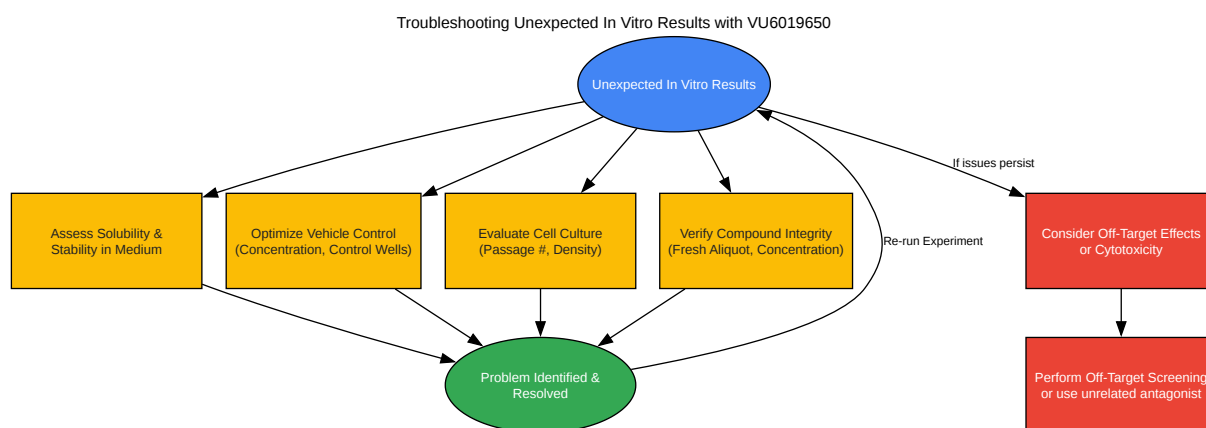 Troubleshooting Unexpected In Vitro Results with VU6019650
Unexpected In Vitro Results
If issues persist
Assess Solubility &
Stability in Medium
Optimize Vehicle Control
(Concentration, Control Wells)
Evaluate Cell Culture
(Passage #, Density)
Verify Compound Integrity
(Fresh Aliquot, Concentration)
Re-run Experiment
Consider Off-Target Effects
or Cytotoxicity
Problem Identified &
Resolved
Perform Off-Target Screening
or use unrelated antagonist